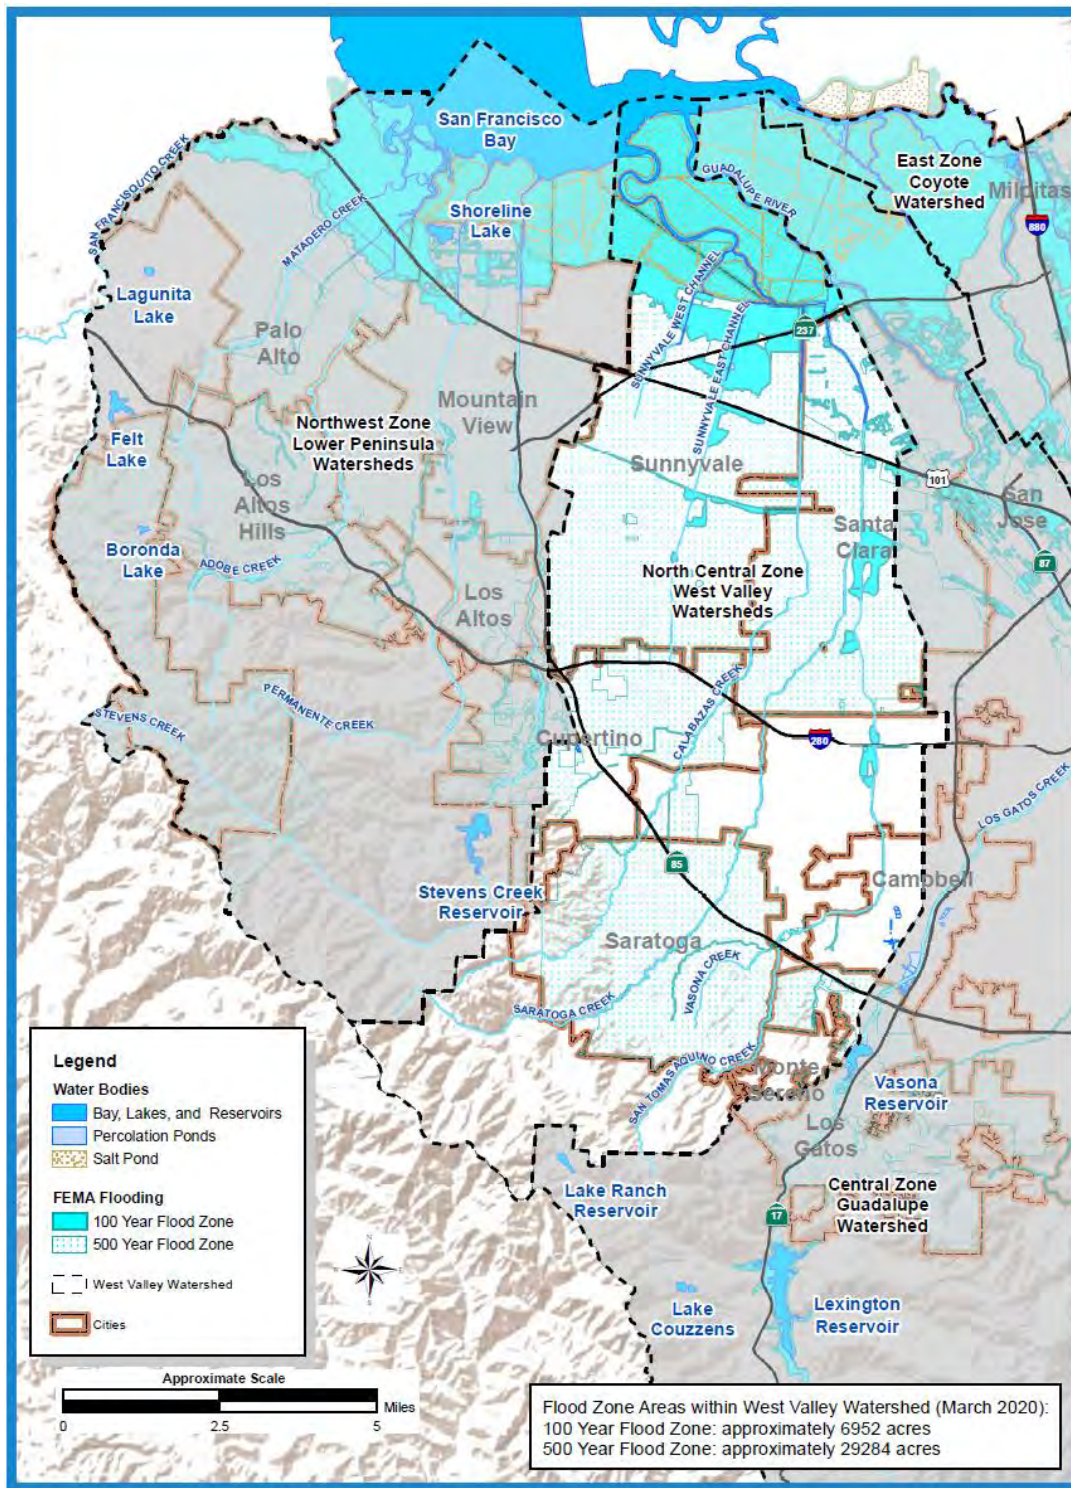 San Francisco
Bay
SAN FRANCISQUITO CREEK
MATADERO CREEK
Shoreline
Lake
GUADALUPE RIVER
East Zone
Coyote
Watershed
Milpitas
880
Lagunita
Lake
Palo
Alto
SUNNYVALE WEST CHANNEL
SUNNYVALE EAST CHANNEL
237
Mountain
View
Northwest Zone
Lower Peninsula
Watersheds
Felt
Lake
Sunnyvale
101
Los
Altos
Hills
San
Jose
Santa
Clara
87
Boronda
Lake
ADOBE CREEK
Los
Altos
North Central Zone
West Valley
Watersheds
PERMANENTE CREEK
STEVENS CREEK
CALABAZAS CREEK
Cupertino
280
LOS GATOS CREEK
85
Stevens Creek
Reservoir
Campbell
Saratoga
VASONA CREEK
SARATOGA CREEK
SAN TOMAS AQUINO CREEK
Monte
Sereno
Vasona
Reservoir
Los
Gatos
Lake Ranch
Reservoir
Central Zone
Guadalupe
Watershed
17
Lake
Couzzens
Lexington
Reservoir
Legend
Water Bodies
Bay, Lakes, and Reservoirs
Percolation Ponds
Salt Pond
FEMA Flooding
100 Year Flood Zone
500 Year Flood Zone
West Valley Watershed
Cities
N
W
E
S
Approximate Scale
Miles
0 2.5 5
Flood Zone Areas within West Valley Watershed (March 2020):
100 Year Flood Zone: approximately 6952 acres
500 Year Flood Zone: approximately 29284 acres